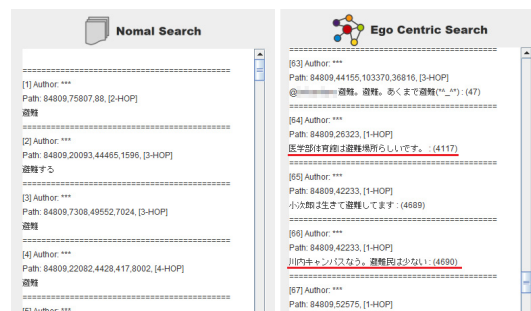 Nomal Search
[1] Author: ***
Path: 84809,75807,88, [2-HOP]
避難
[2] Author: ***
Path: 84809,20093,44465,1596, [3-HOP]
避難する
[3] Author: ***
Path: 84809,7308,49552,7024, [3-HOP]
避難
[4] Author: ***
Path: 84809,22082,4428,417,8002, [4-HOP]
避難
[5] Author: ***
Ego Centric Search
[63] Author: ***
Path: 84809,44155,103370,36816, [3-HOP]
@ 避難。避難。あくまで避難(*^_^*) : (47)
[64] Author: ***
Path: 84809,26323, [1-HOP]
医学部体育館は避難場所らしいです。 : (4117)
[65] Author: ***
Path: 84809,42233, [1-HOP]
小次郎は生きて避難してます : (4689)
[66] Author: ***
Path: 84809,42233, [1-HOP]
川内キャンパスなう。避難民は少ない : (4690)
[67] Author: ***
Path: 84809,52575, [1-HOP]